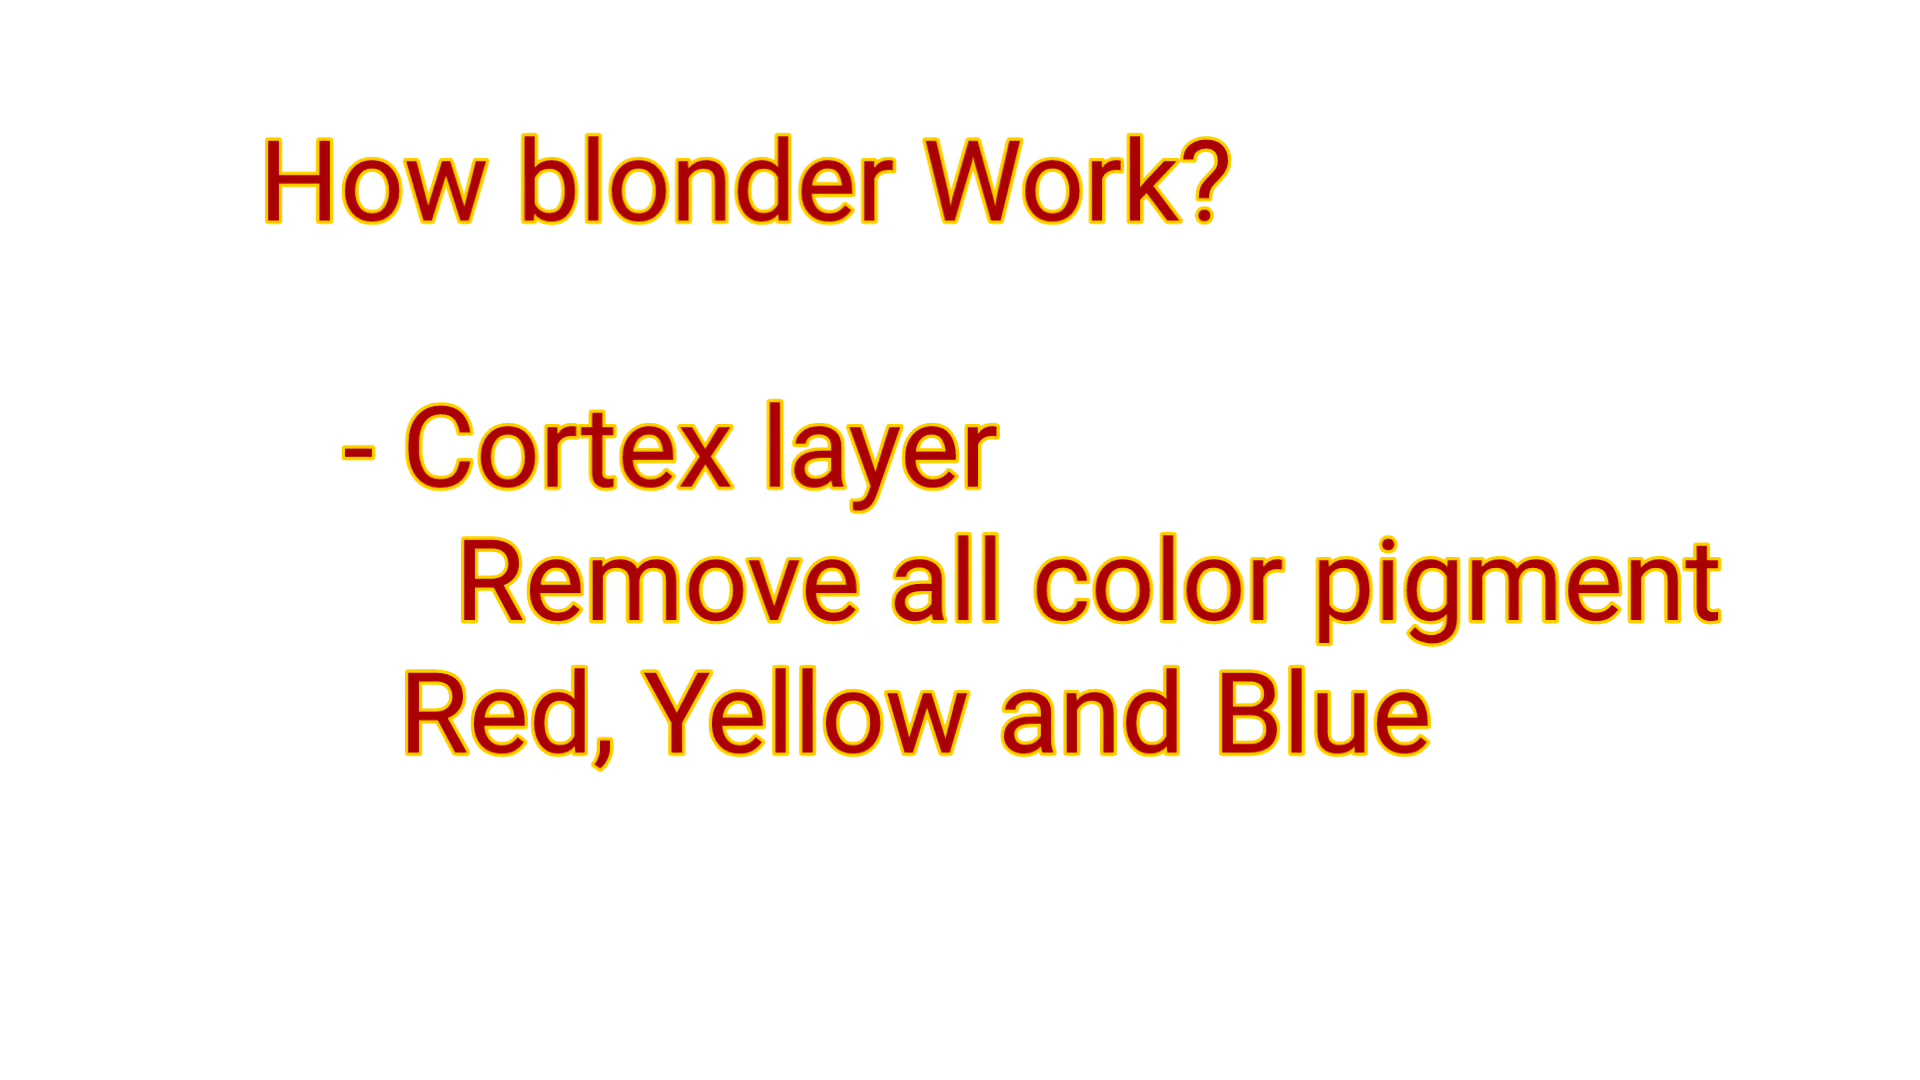 How blonder Work?
- Cortex layer
Remove all color pigment
Red, Yellow and Blue